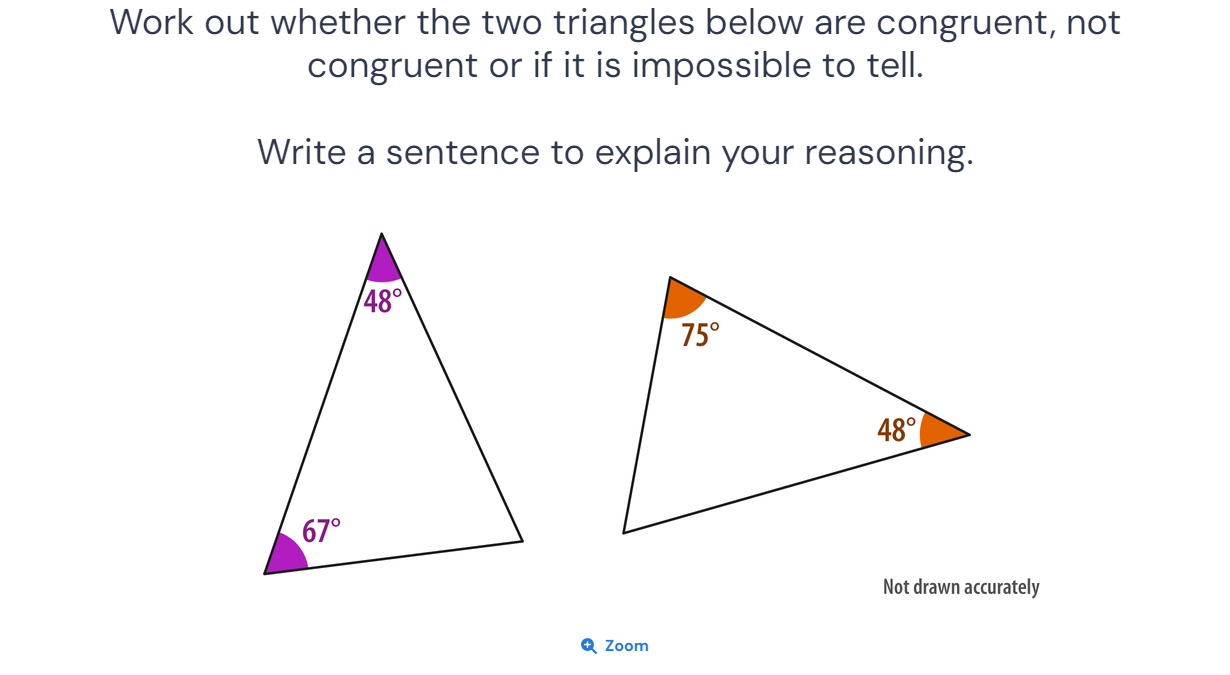 Work out whether the two triangles below are congruent, not
congruent or if it is impossible to tell.
Write a sentence to explain your reasoning.
48°
67°
75°
48°
Not drawn accurately
Zoom